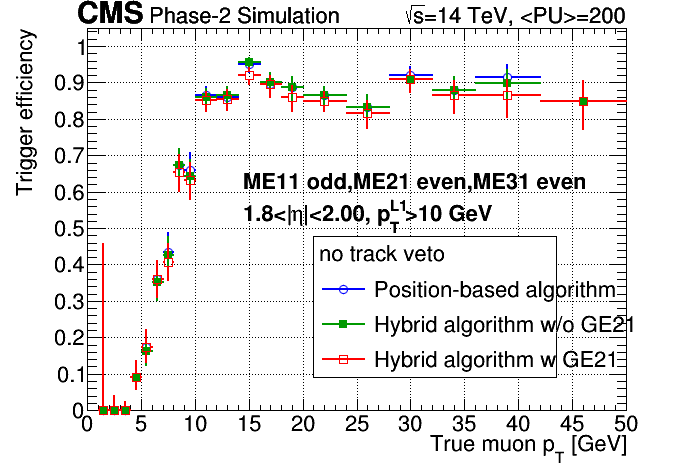 CMS Phase-2 Simulation √s=14 TeV, <PU>=200
Trigger efficiency
1
0.9
0.8
0.7
0.6
0.5
0.4
0.3
0.2
0.1
0
ME11 odd,ME21 even,ME31 even
1.8<|η|<2.00, p_T^L1>10 GeV
no track veto
Position-based algorithm
Hybrid algorithm w/o GE21
Hybrid algorithm w GE21
0 5 10 15 20 25 30 35 40 45 50
True muon p_T [GeV]